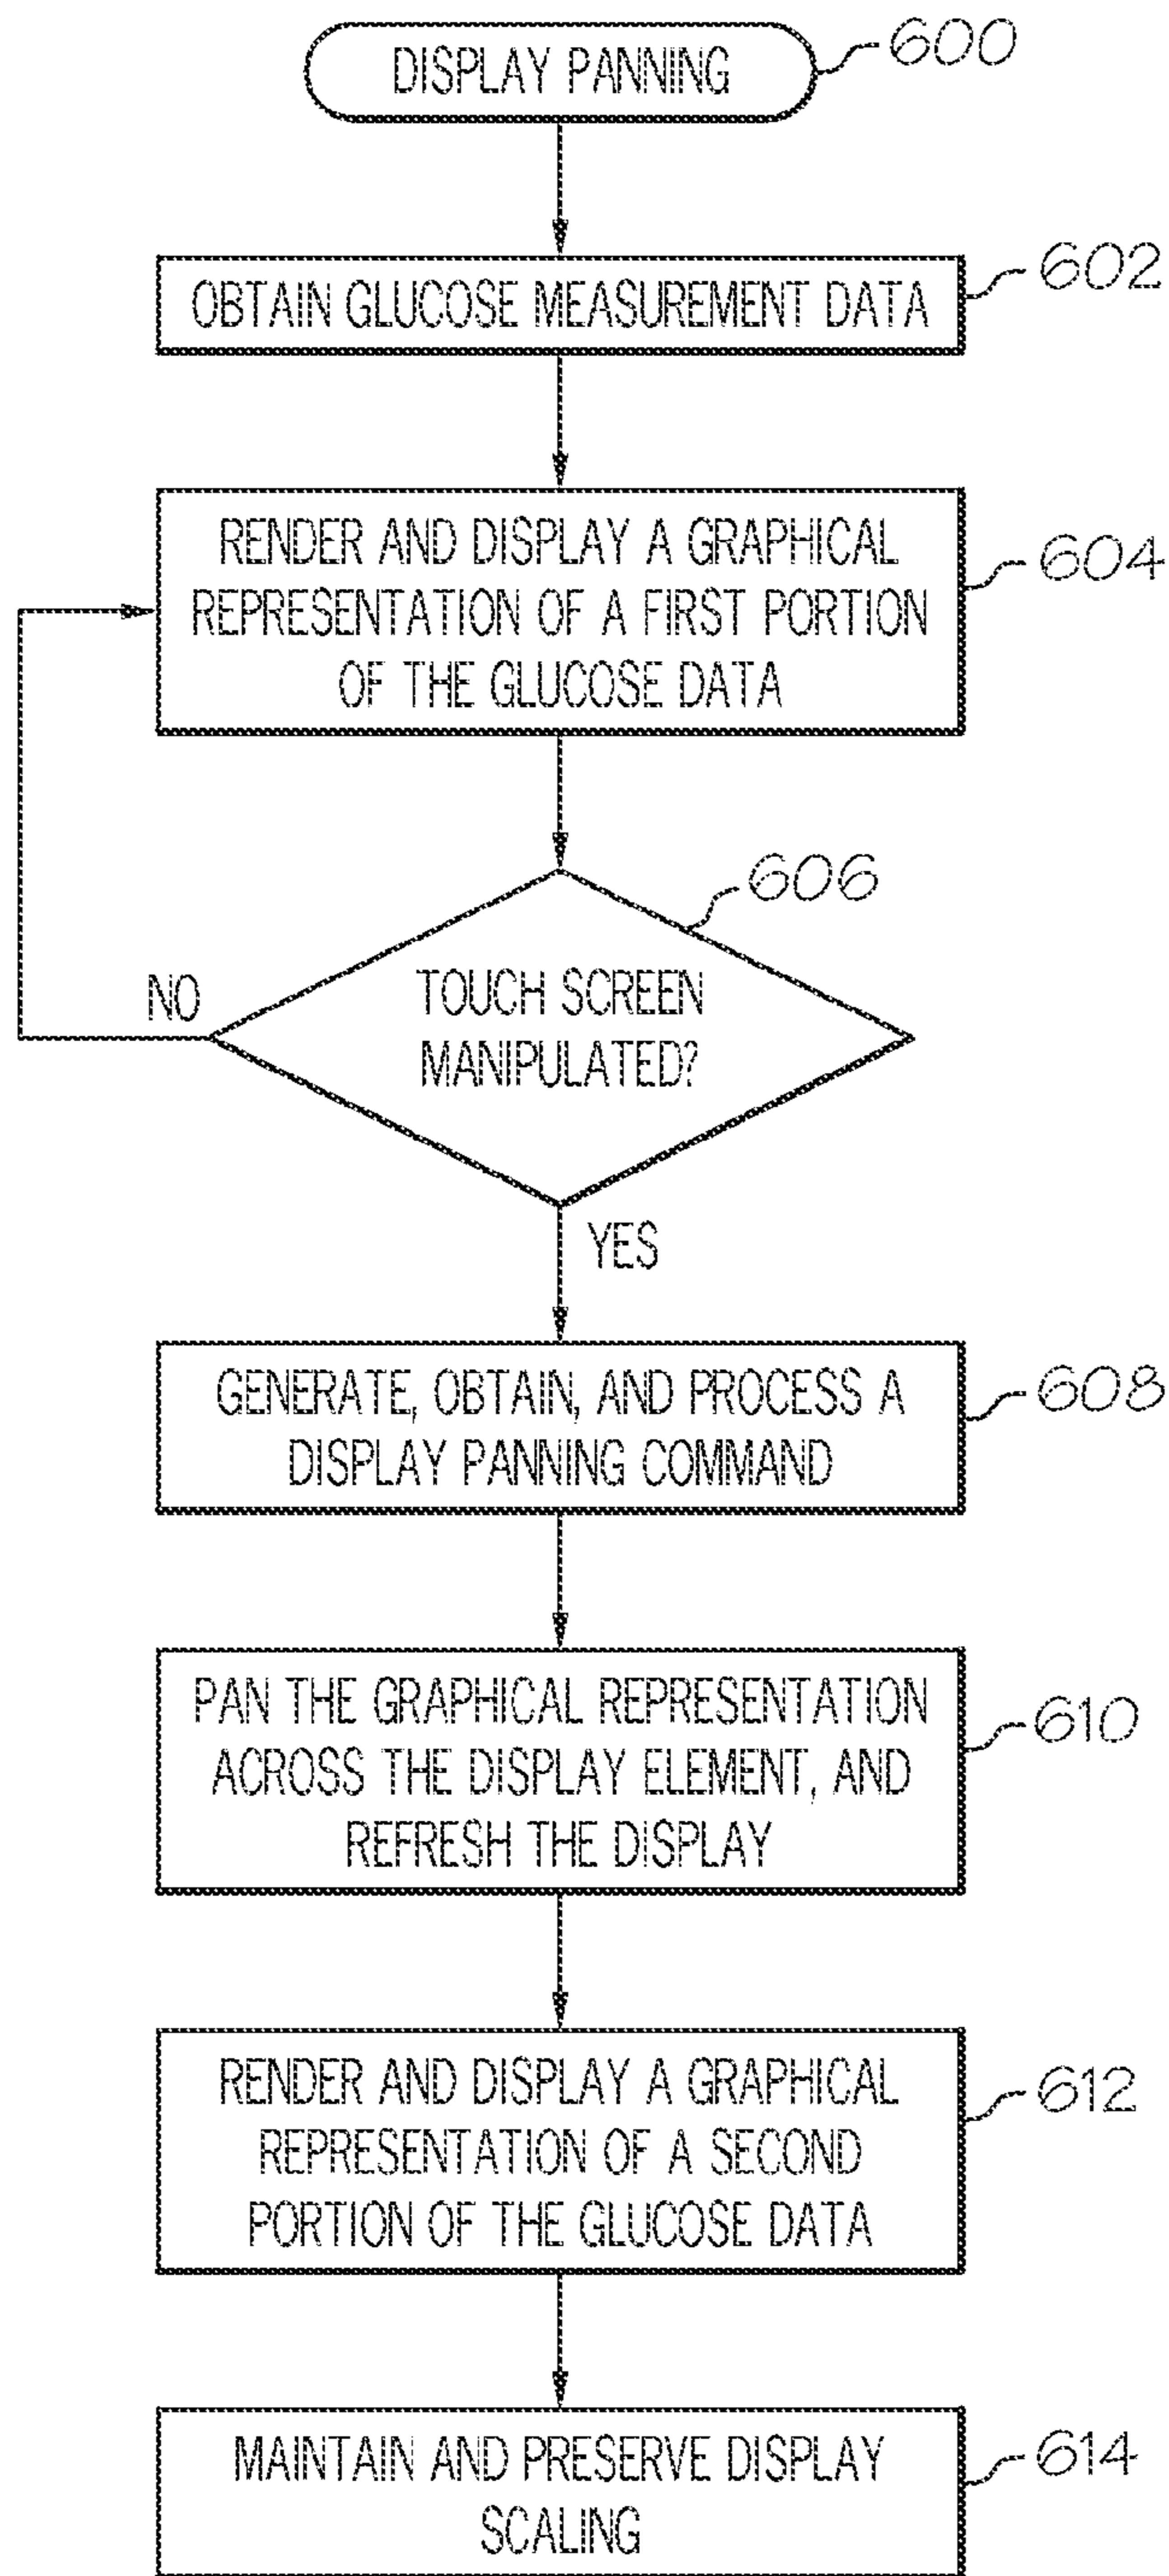 DISPLAY PANNING
600
OBTAIN GLUCOSE MEASUREMENT DATA
602
RENDER AND DISPLAY A GRAPHICAL
REPRESENTATION OF A FIRST PORTION
OF THE GLUCOSE DATA
604
606
TOUCH SCREEN
MANIPULATED?
NO
YES
GENERATE, OBTAIN, AND PROCESS A
DISPLAY PANNING COMMAND
608
PAN THE GRAPHICAL REPRESENTATION
ACROSS THE DISPLAY ELEMENT, AND
REFRESH THE DISPLAY
610
RENDER AND DISPLAY A GRAPHICAL
REPRESENTATION OF A SECOND
PORTION OF THE GLUCOSE DATA
612
MAINTAIN AND PRESERVE DISPLAY
SCALING
614